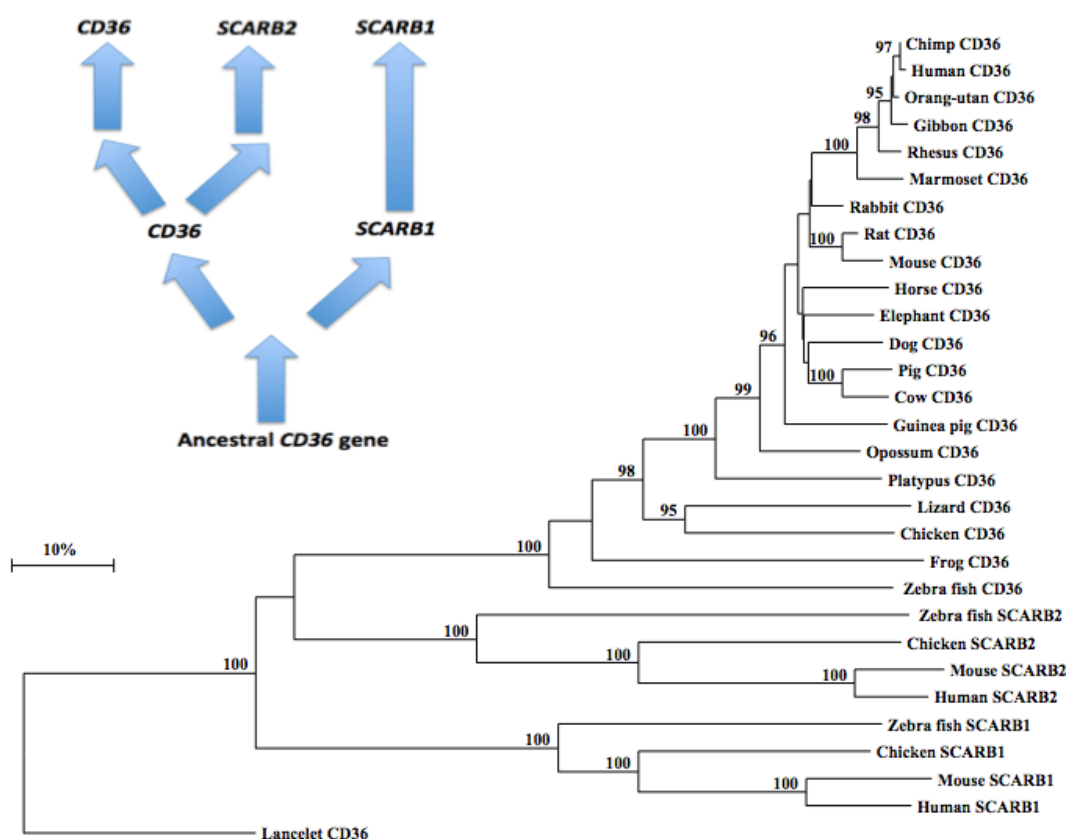 CD36 SCARB2 SCARB1
CD36 SCARB1
Ancestral CD36 gene
10%
97 Chimp CD36
Human CD36
95 Orang-utan CD36
98 Gibbon CD36
100 Rhesus CD36
Marmoset CD36
Rabbit CD36
100 Rat CD36
Mouse CD36
Horse CD36
Elephant CD36
96 Dog CD36
100 Pig CD36
99 Cow CD36
Guinea pig CD36
100 Opossum CD36
98 Platypus CD36
95 Lizard CD36
Chicken CD36
100 Frog CD36
Zebra fish CD36
100 Zebra fish SCARB2
100 Chicken SCARB2
100 100 Mouse SCARB2
Human SCARB2
100 Zebra fish SCARB1
100 Chicken SCARB1
100 Mouse SCARB1
Human SCARB1
Lancelet CD36